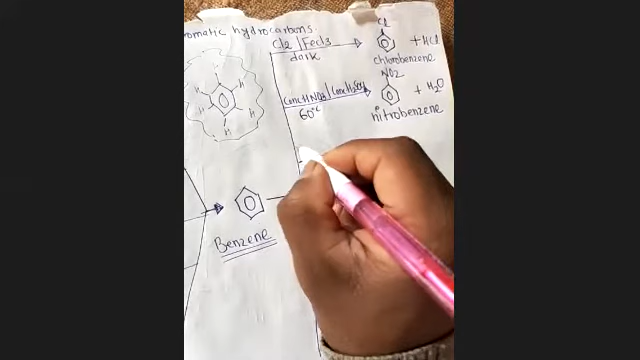 romatic hydrocarbons.
Cl2 / FeCl3
dark
Cl
+ HCl
chlorobenzene
Conc HNO3 / Conc H2SO4
60°C
NO2
+ H2O
nitrobenzene
H
H
H
H
H
H
Benzene